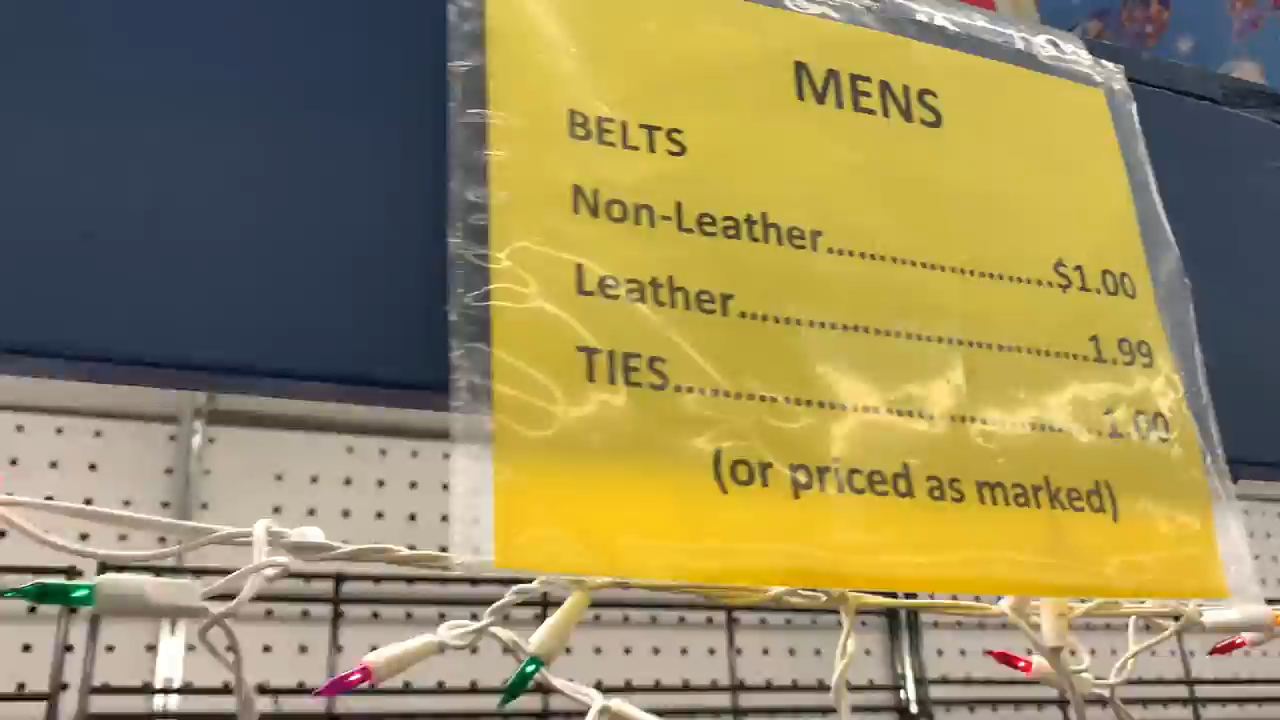 MENS
BELTS
Non-Leather........................$1.00
Leather.....................................1.99
TIES.............................................1.00
(or priced as marked)